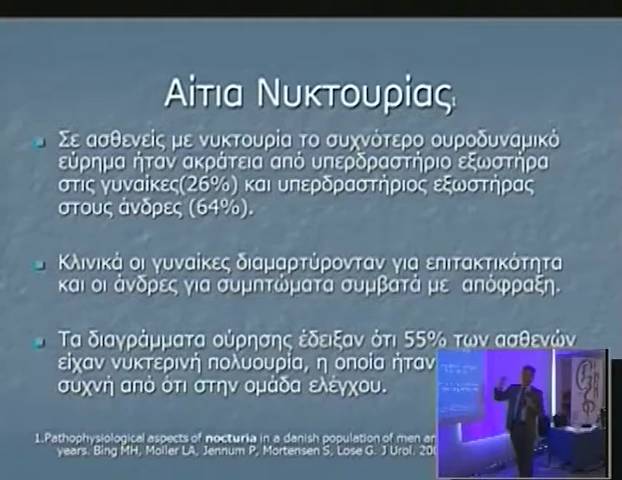 Αίτια Νυκτουρίας1
Σε ασθενείς με νυκτουρία το συχνότερο ουροδυναμικό
εύρημα ήταν ακράτεια από υπερδραστήριο εξωστήρα
στις γυναίκες(26%) και υπερδραστήριος εξωστήρας
στους άνδρες (64%).
Κλινικά οι γυναίκες διαμαρτύρονταν για επιτακτικότητα
και οι άνδρες για συμπτώματα συμβατά με απόφραξη.
Τα διαγράμματα ούρησης έδειξαν ότι 55% των ασθενών
είχαν νυκτερινή πολυουρία, η οποία ήταν
συχνή από ότι στην ομάδα ελέγχου.
1.Pathophysiological aspects of nocturia in a danish population of men
years. Bing MH, Moller LA, Jennum P, Mortensen S, Lose G. J Urol.